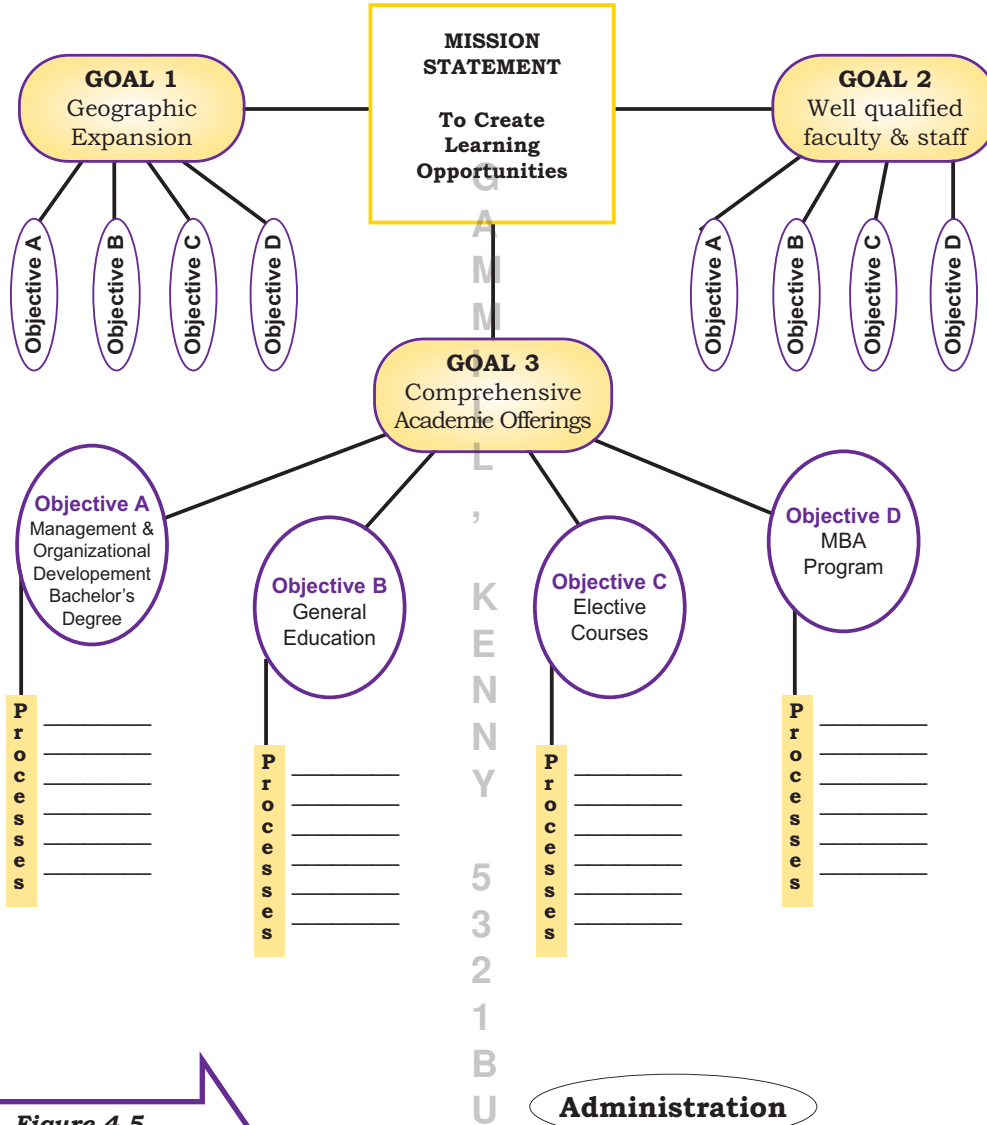 MISSION
STATEMENT
To Create
Learning
Opportunities
GOAL 1
Geographic
Expansion
GOAL 2
Well qualified
faculty & staff
Objective A
Objective B
Objective C
Objective D
Objective A
Objective B
Objective C
Objective D
GOAL 3
Comprehensive
Academic Offerings
Objective A
Management &
Organizational
Developement
Bachelor's
Degree
Objective B
General
Education
Objective C
Elective
Courses
Objective D
MBA
Program
Processes
Processes
Processes
Processes
GAMMILL, KENNY 5321BU
Figure 4.5
Administration